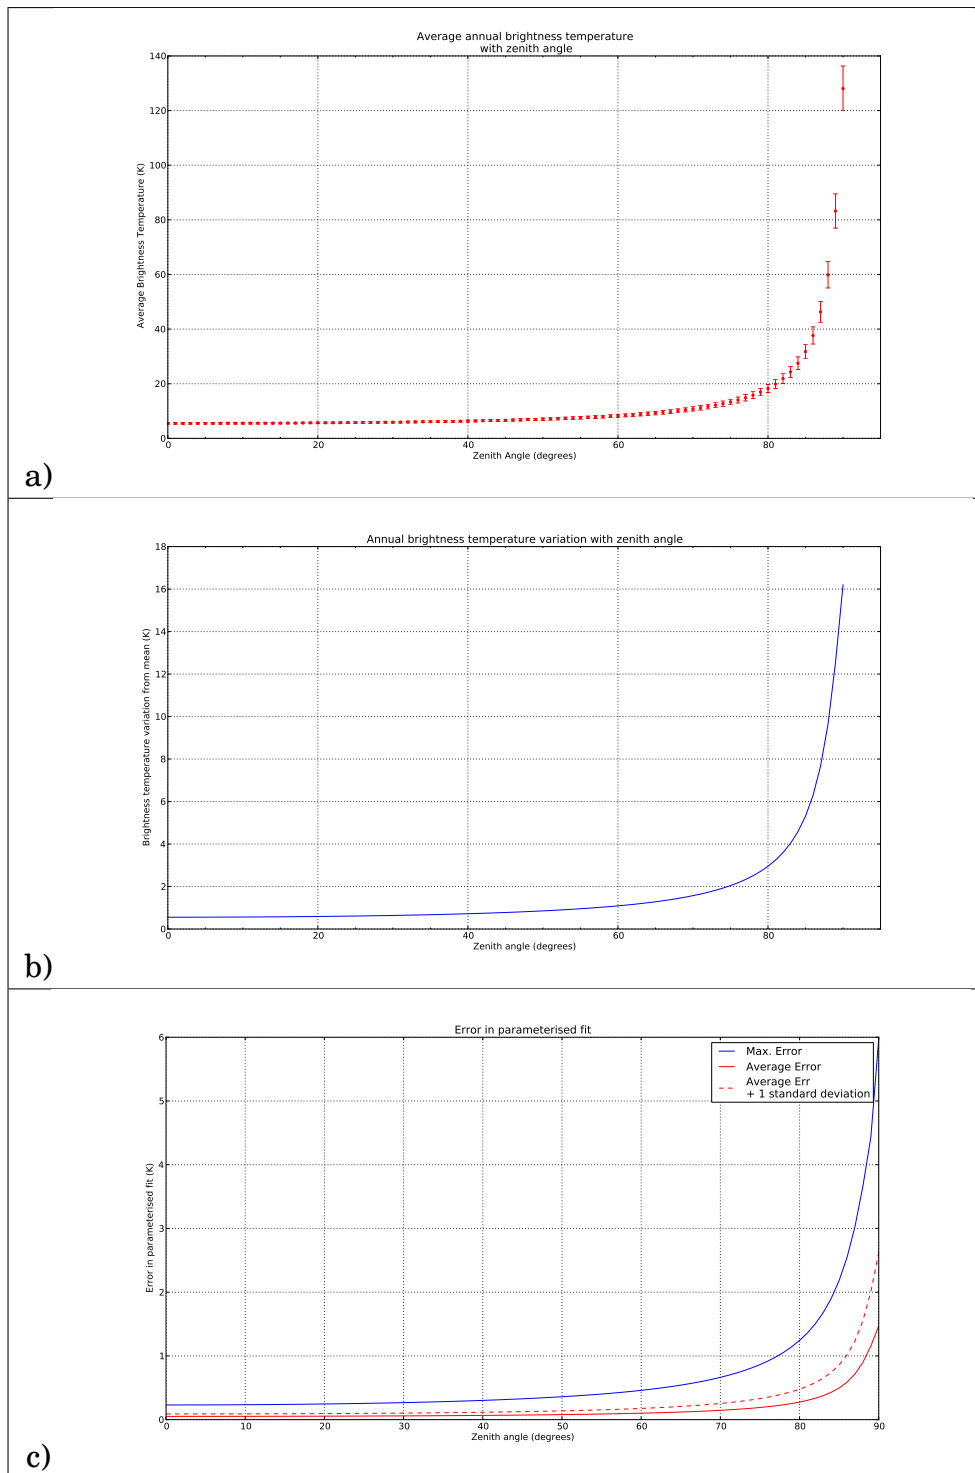 Average annual brightness temperature
with zenith angle
140
120
100
80
60
40
20
0
Average Brightness Temperature (K)
0 20 40 60 80
Zenith Angle (degrees)
a)
Annual brightness temperature variation with zenith angle
18
16
14
12
10
8
6
4
2
0
Brightness temperature variation from mean (K)
0 20 40 60 80
Zenith angle (degrees)
b)
Error in parameterised fit
Max. Error
Average Error
Average Err
+ 1 standard deviation
6
5
4
3
2
1
0
Error in parameterised fit (K)
0 10 20 30 40 50 60 70 80 90
Zenith angle (degrees)
c)